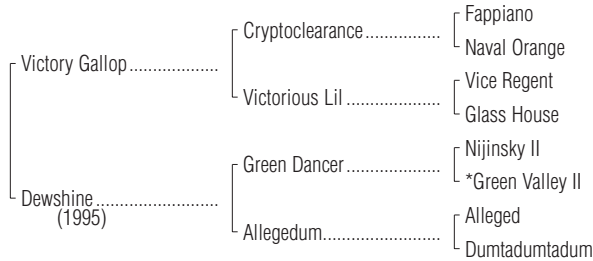 Fappiano
Cryptoclearance.................
Naval Orange
Victory Gallop....................
Vice Regent
Victorious Lil.....................
Glass House
Nijinsky II
Green Dancer....................
*Green Valley II
Dewshine...........................
(1995)
Alleged
Allegedum..........................
Dumtadumtadum